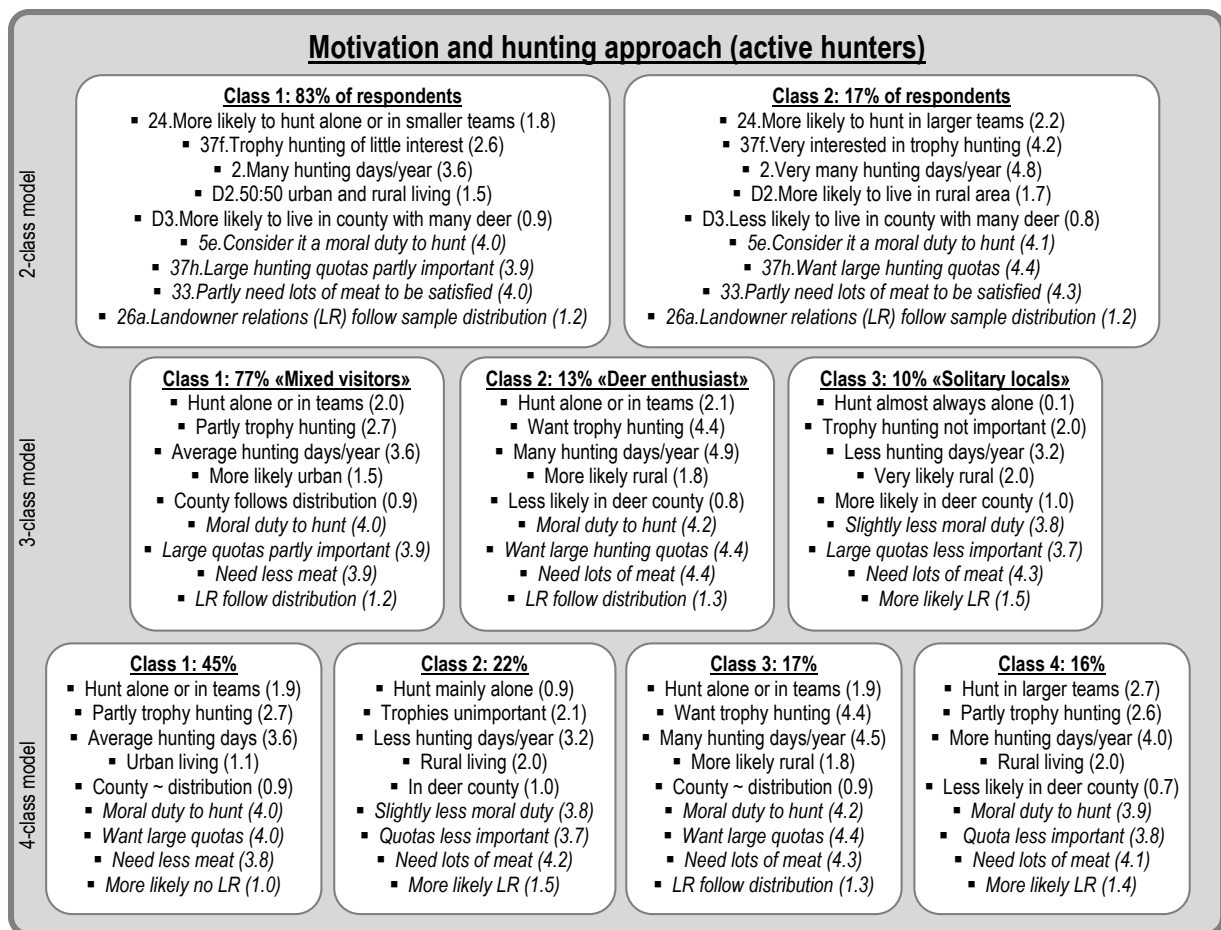 Motivation and hunting approach (active hunters)
2-class model
Class 1: 83% of respondents
▪ 24.More likely to hunt alone or in smaller teams (1.8)
▪ 37f.Trophy hunting of little interest (2.6)
▪ 2.Many hunting days/year (3.6)
▪ D2.50:50 urban and rural living (1.5)
▪ D3.More likely to live in county with many deer (0.9)
▪ 5e.Consider it a moral duty to hunt (4.0)
▪ 37h.Large hunting quotas partly important (3.9)
▪ 33.Partly need lots of meat to be satisfied (4.0)
▪ 26a.Landowner relations (LR) follow sample distribution (1.2)
Class 2: 17% of respondents
▪ 24.More likely to hunt in larger teams (2.2)
▪ 37f.Very interested in trophy hunting (4.2)
▪ 2.Very many hunting days/year (4.8)
▪ D2.More likely to live in rural area (1.7)
▪ D3.Less likely to live in county with many deer (0.8)
▪ 5e.Consider it a moral duty to hunt (4.1)
▪ 37h.Want large hunting quotas (4.4)
▪ 33.Partly need lots of meat to be satisfied (4.3)
▪ 26a.Landowner relations (LR) follow sample distribution (1.2)
3-class model
Class 1: 77% «Mixed visitors»
▪ Hunt alone or in teams (2.0)
▪ Partly trophy hunting (2.7)
▪ Average hunting days/year (3.6)
▪ More likely urban (1.5)
▪ County follows distribution (0.9)
▪ Moral duty to hunt (4.0)
▪ Large quotas partly important (3.9)
▪ Need less meat (3.9)
▪ LR follow distribution (1.2)
Class 2: 13% «Deer enthusiast»
▪ Hunt alone or in teams (2.1)
▪ Want trophy hunting (4.4)
▪ Many hunting days/year (4.9)
▪ More likely rural (1.8)
▪ Less likely in deer county (0.8)
▪ Moral duty to hunt (4.2)
▪ Want large hunting quotas (4.4)
▪ Need lots of meat (4.4)
▪ LR follow distribution (1.3)
Class 3: 10% «Solitary locals»
▪ Hunt almost always alone (0.1)
▪ Trophy hunting not important (2.0)
▪ Less hunting days/year (3.2)
▪ Very likely rural (2.0)
▪ More likely in deer county (1.0)
▪ Slightly less moral duty (3.8)
▪ Large quotas less important (3.7)
▪ Need lots of meat (4.3)
▪ More likely LR (1.5)
4-class model
Class 1: 45%
▪ Hunt alone or in teams (1.9)
▪ Partly trophy hunting (2.7)
▪ Average hunting days (3.6)
▪ Urban living (1.1)
▪ County ~ distribution (0.9)
▪ Moral duty to hunt (4.0)
▪ Want large quotas (4.0)
▪ Need less meat (3.8)
▪ More likely no LR (1.0)
Class 2: 22%
▪ Hunt mainly alone (0.9)
▪ Trophies unimportant (2.1)
▪ Less hunting days/year (3.2)
▪ Rural living (2.0)
▪ In deer county (1.0)
▪ Slightly less moral duty (3.8)
▪ Quotas less important (3.7)
▪ Need lots of meat (4.2)
▪ More likely LR (1.5)
Class 3: 17%
▪ Hunt alone or in teams (1.9)
▪ Want trophy hunting (4.4)
▪ Many hunting days/year (4.5)
▪ More likely rural (1.8)
▪ County ~ distribution (0.9)
▪ Moral duty to hunt (4.2)
▪ Want large quotas (4.4)
▪ Need lots of meat (4.3)
▪ LR follow distribution (1.3)
Class 4: 16%
▪ Hunt in larger teams (2.7)
▪ Partly trophy hunting (2.6)
▪ More hunting days/year (4.0)
▪ Rural living (2.0)
▪ Less likely in deer county (0.7)
▪ Moral duty to hunt (3.9)
▪ Quota less important (3.8)
▪ Need lots of meat (4.1)
▪ More likely LR (1.4)